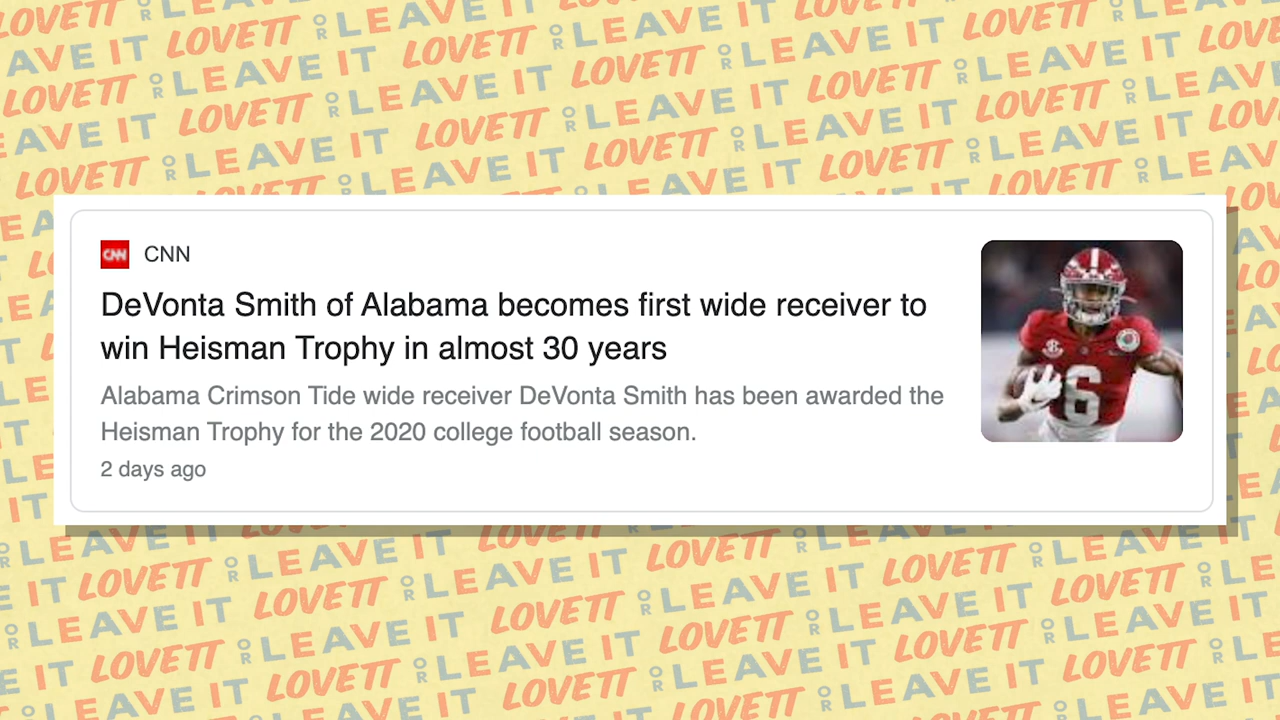 LOVETT OR LEAVE IT
CNN
CNN
DeVonta Smith of Alabama becomes first wide receiver to
win Heisman Trophy in almost 30 years
Alabama Crimson Tide wide receiver DeVonta Smith has been awarded the
Heisman Trophy for the 2020 college football season.
2 days ago
6